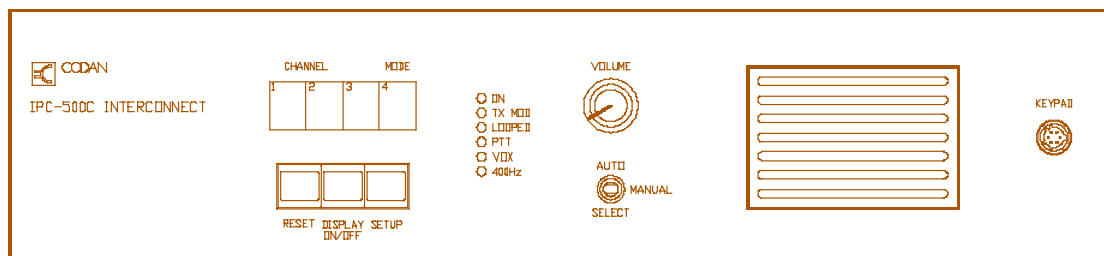 CODAN
IPC-500C INTERCONNECT
CHANNEL MODE
1 2 3 4
RESET DISPLAY SETUP
ON/OFF
ON
TX MOD
LOOPED
PTT
VOX
400Hz
VOLUME
AUTO
MANUAL
SELECT
KEYPAD